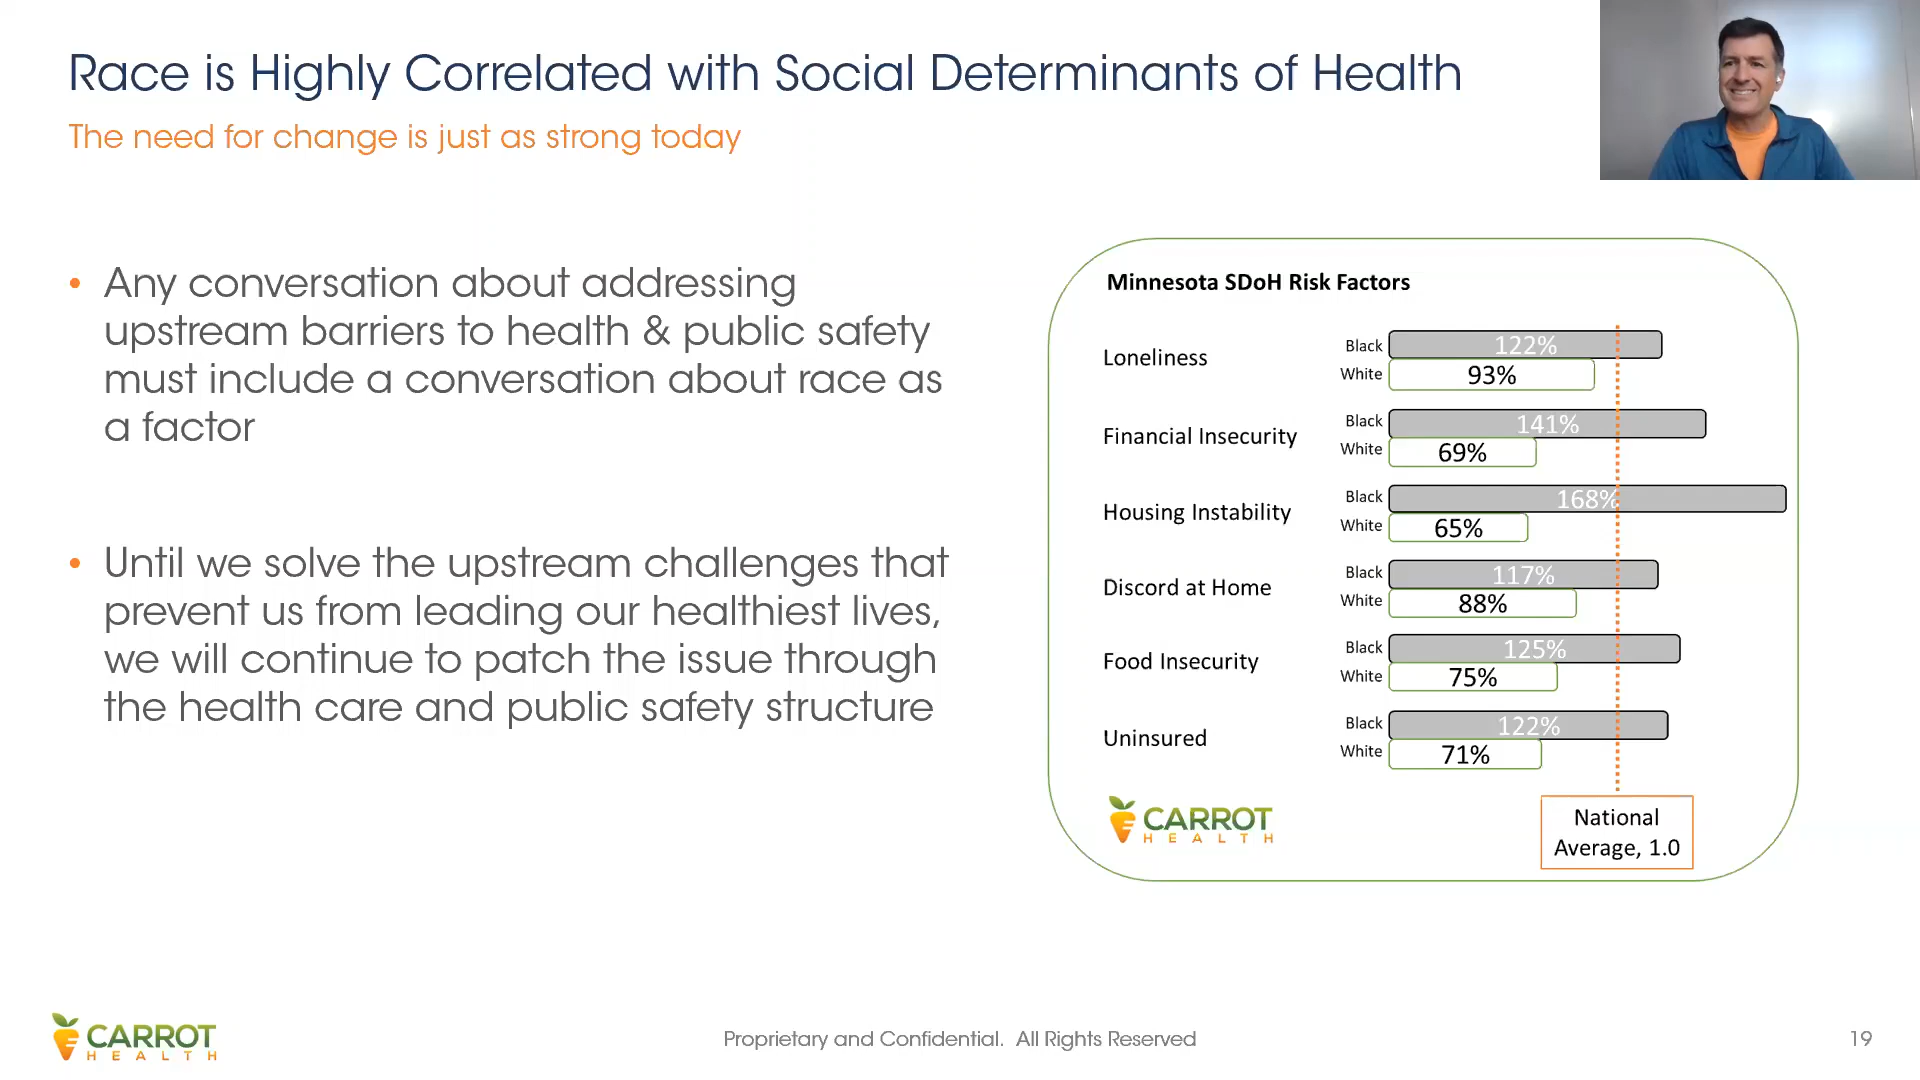 Race is Highly Correlated with Social Determinants of Health
The need for change is just as strong today
• Any conversation about addressing
upstream barriers to health & public safety
must include a conversation about race as
a factor
• Until we solve the upstream challenges that
prevent us from leading our healthiest lives,
we will continue to patch the issue through
the health care and public safety structure
Minnesota SDoH Risk Factors
Loneliness
Black 122%
White 93%
Financial Insecurity
Black 141%
White 69%
Housing Instability
Black 168%
White 65%
Discord at Home
Black 117%
White 88%
Food Insecurity
Black 125%
White 75%
Uninsured
Black 122%
White 71%
CARROT
HEALTH
National
Average, 1.0
CARROT
HEALTH
Proprietary and Confidential. All Rights Reserved
19